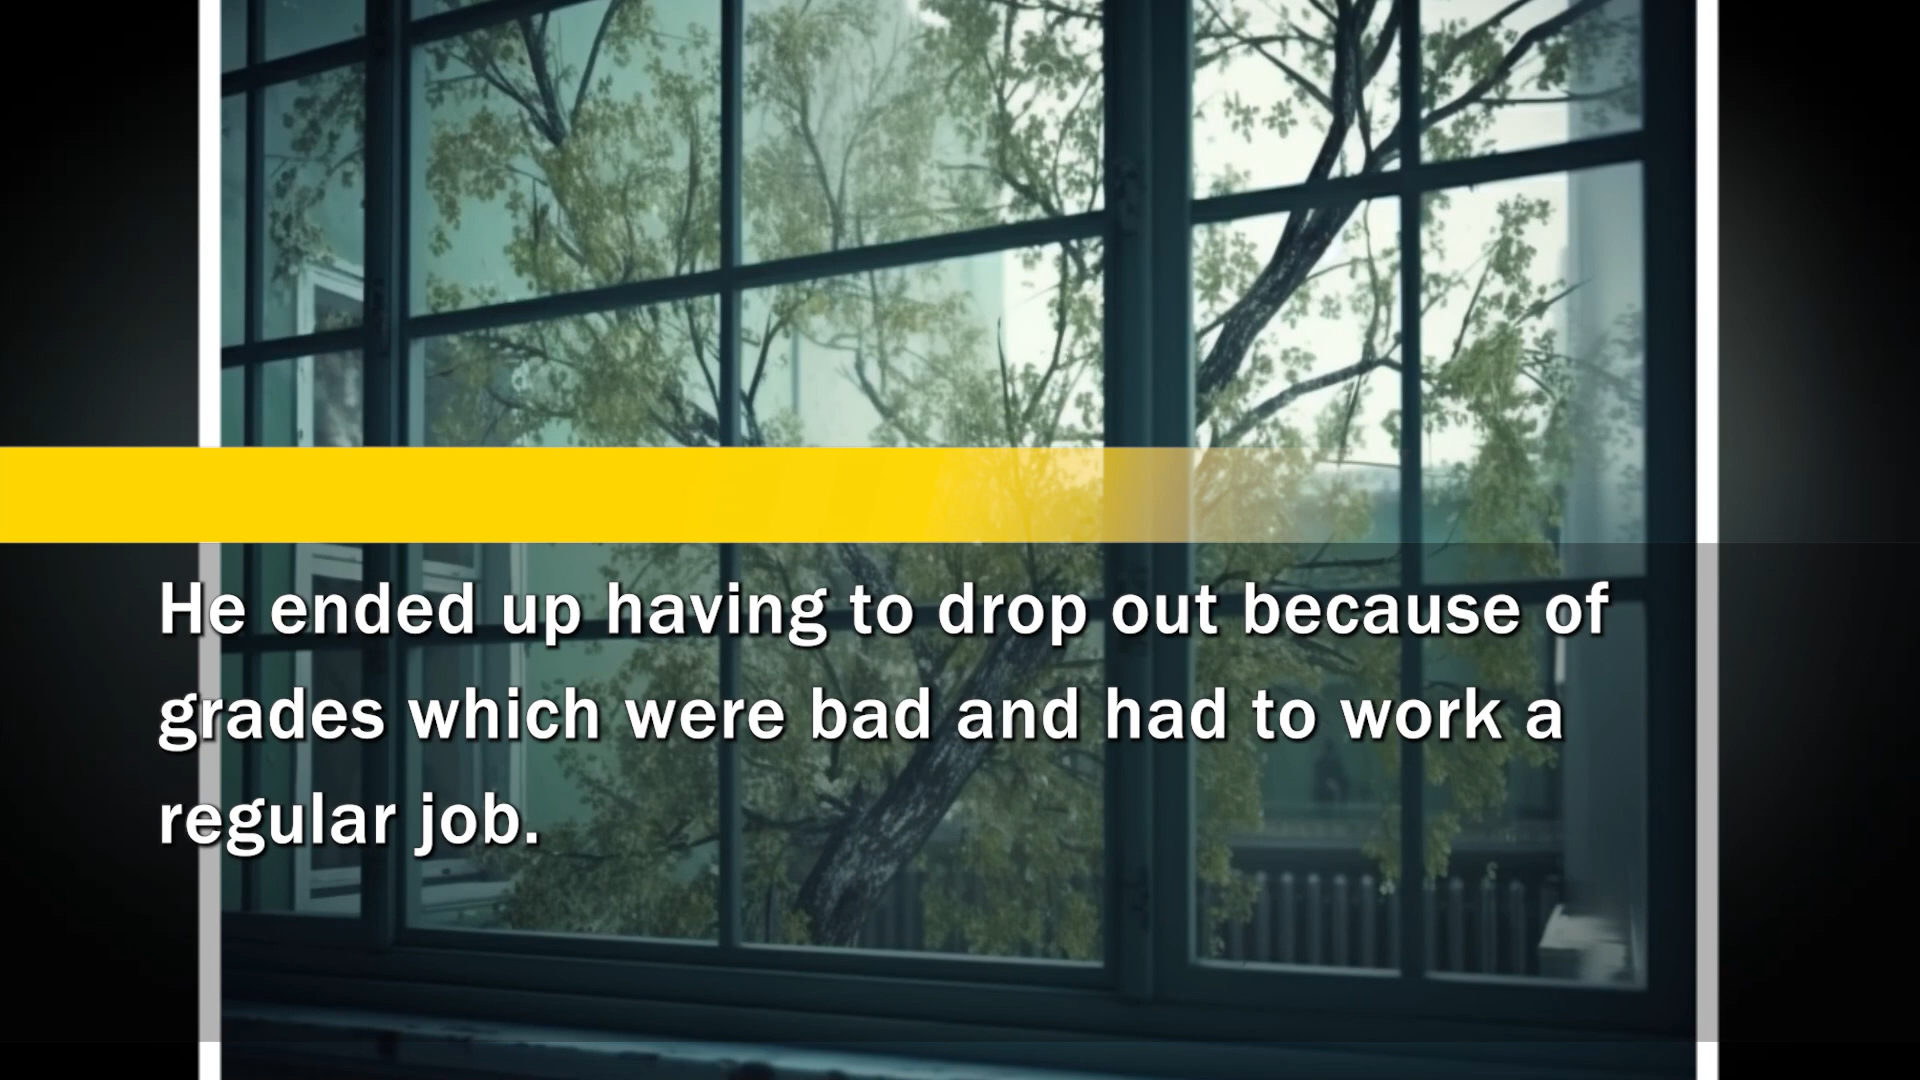 He ended up having to drop out because of
grades which were bad and had to work a
regular job.